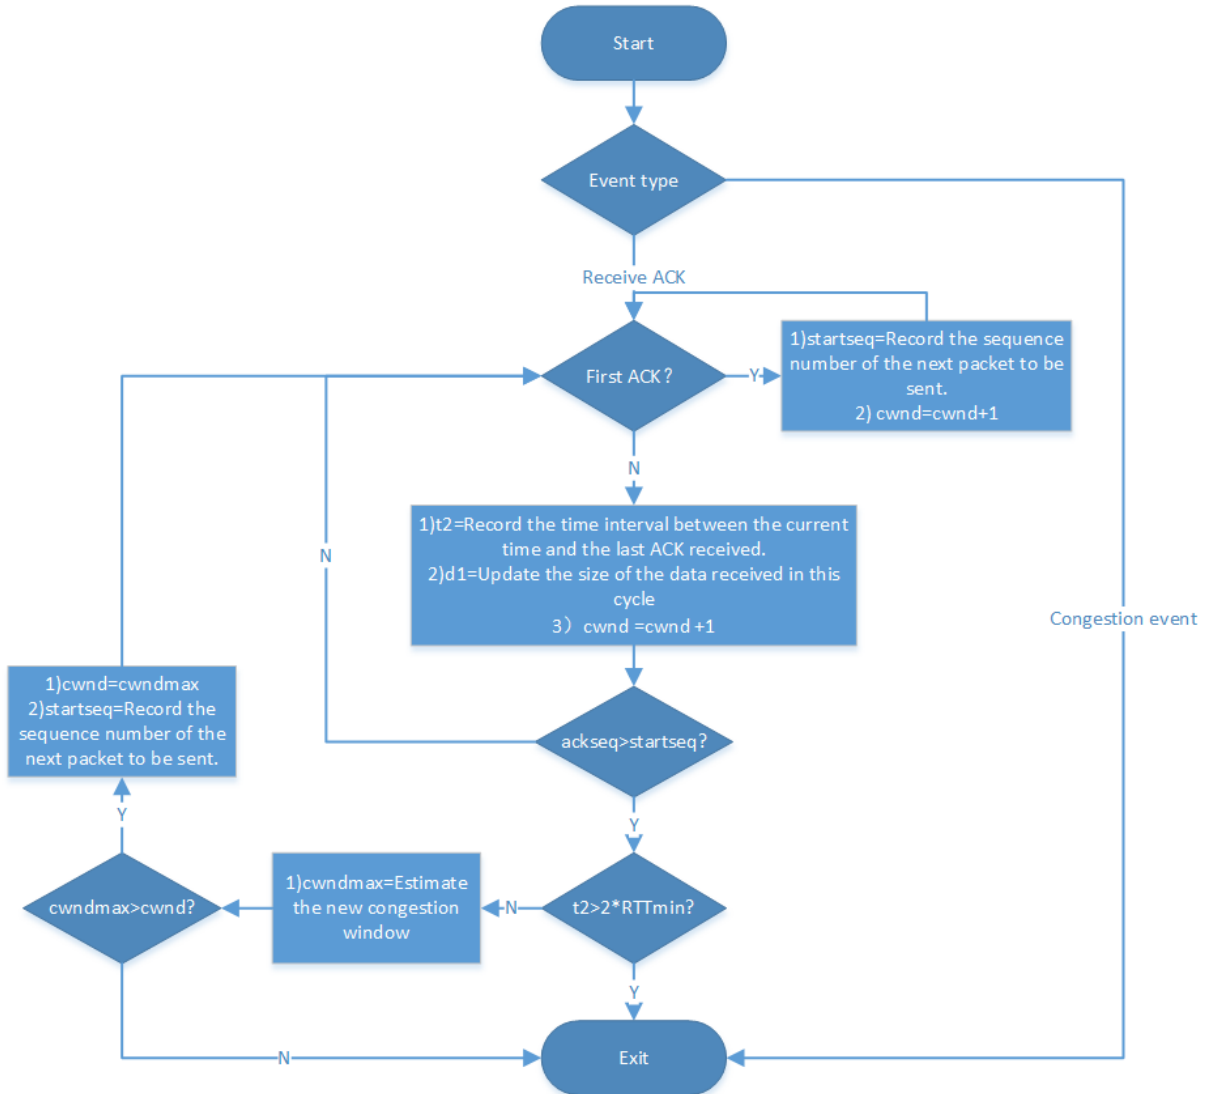 Start
Event type
Receive ACK
First ACK?
Y
1)startseq=Record the sequence
number of the next packet to be
sent.
2) cwnd=cwnd+1
N
1)t2=Record the time interval between the current
time and the last ACK received.
2)d1=Update the size of the data received in this
cycle
3）cwnd =cwnd +1
N
Congestion event
1)cwnd=cwndmax
2)startseq=Record the
sequence number of the
next packet to be sent.
ackseq>startseq?
Y
Y
cwndmax>cwnd?
1)cwndmax=Estimate
the new congestion
window
N
t2>2*RTTmin?
Y
N
Exit